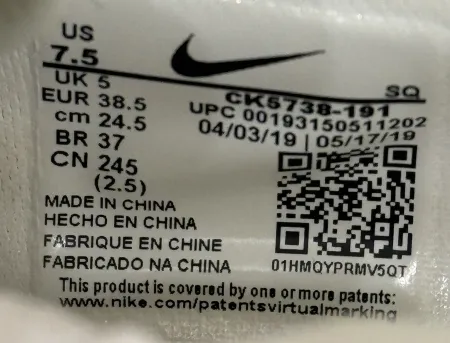 US
7.5
UK 5
EUR 38.5
cm 24.5
BR 37
CN 245
(2.5)
SQ
CK5738-191
UPC 00193150511202
04/03/19 | 05/17/19
MADE IN CHINA
HECHO EN CHINA
FABRIQUE EN CHINE
FABRICADO NA CHINA
01HMQYPRMV5QT
This product is covered by one or more patents:
www.nike.com/patentsvirtualmarking